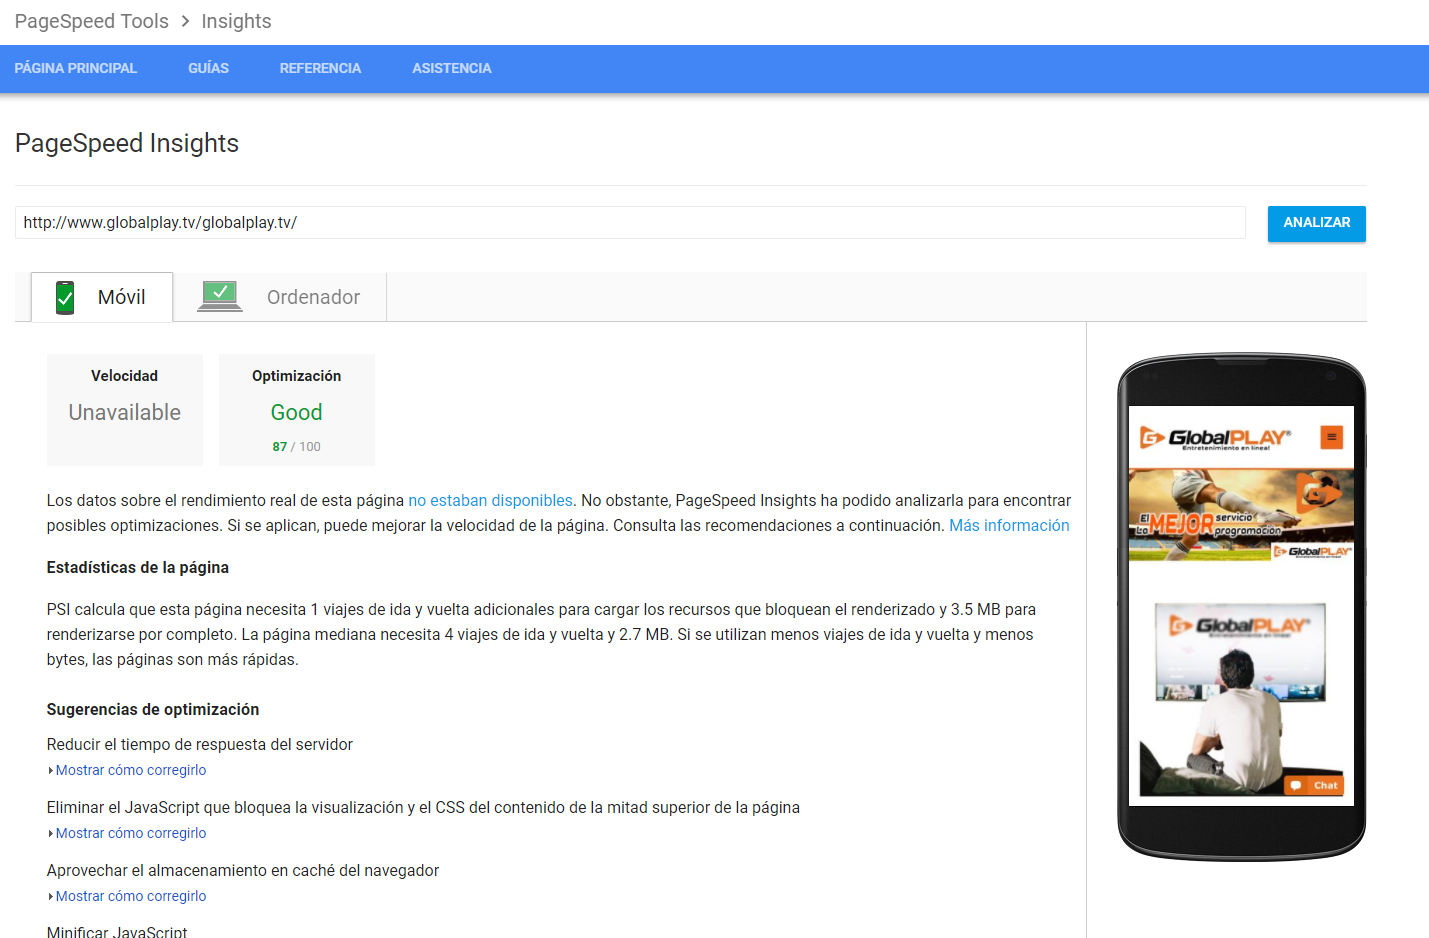 PageSpeed Tools > Insights
PÁGINA PRINCIPAL GUÍAS REFERENCIA ASISTENCIA
PageSpeed Insights
http://www.globalplay.tv/globalplay.tv/
ANALIZAR
Móvil Ordenador
Velocidad
Unavailable
Optimización
Good
87 / 100
Los datos sobre el rendimiento real de esta página no estaban disponibles. No obstante, PageSpeed Insights ha podido analizarla para encontrar
posibles optimizaciones. Si se aplican, puede mejorar la velocidad de la página. Consulta las recomendaciones a continuación. Más información
Estadísticas de la página
PSI calcula que esta página necesita 1 viajes de ida y vuelta adicionales para cargar los recursos que bloquean el renderizado y 3.5 MB para
renderizarse por completo. La página mediana necesita 4 viajes de ida y vuelta y 2.7 MB. Si se utilizan menos viajes de ida y vuelta y menos
bytes, las páginas son más rápidas.
Sugerencias de optimización
Reducir el tiempo de respuesta del servidor
Mostrar cómo corregirlo
Eliminar el JavaScript que bloquea la visualización y el CSS del contenido de la mitad superior de la página
Mostrar cómo corregirlo
Aprovechar el almacenamiento en caché del navegador
Mostrar cómo corregirlo
Minificar JavaScript
GlobalPLAY®
Entretenimiento en línea!
El MEJOR servicio
La MEJOR programación
GlobalPLAY®
GlobalPLAY®
Entretenimiento en línea!
Chat